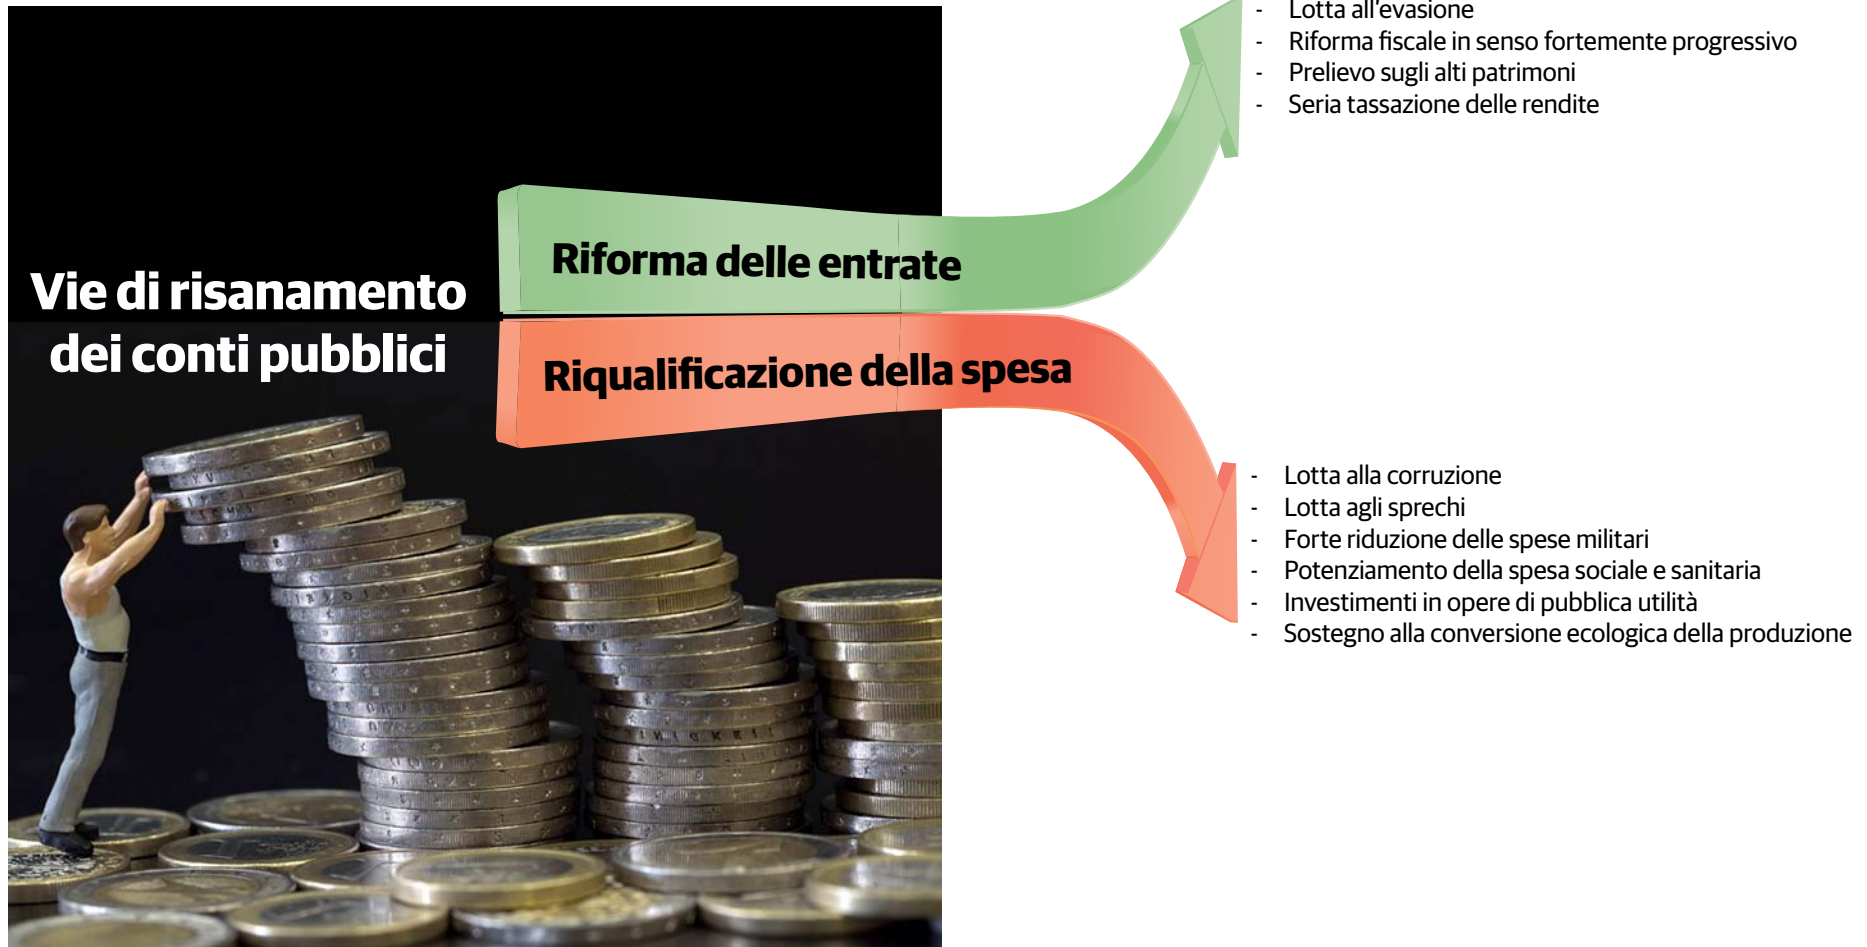 Vie di risanamento
dei conti pubblici
Riforma delle entrate
- Lotta all'evasione
- Riforma fiscale in senso fortemente progressivo
- Prelievo sugli alti patrimoni
- Seria tassazione delle rendite
Riqualificazione della spesa
- Lotta alla corruzione
- Lotta agli sprechi
- Forte riduzione delle spese militari
- Potenziamento della spesa sociale e sanitaria
- Investimenti in opere di pubblica utilità
- Sostegno alla conversione ecologica della produzione